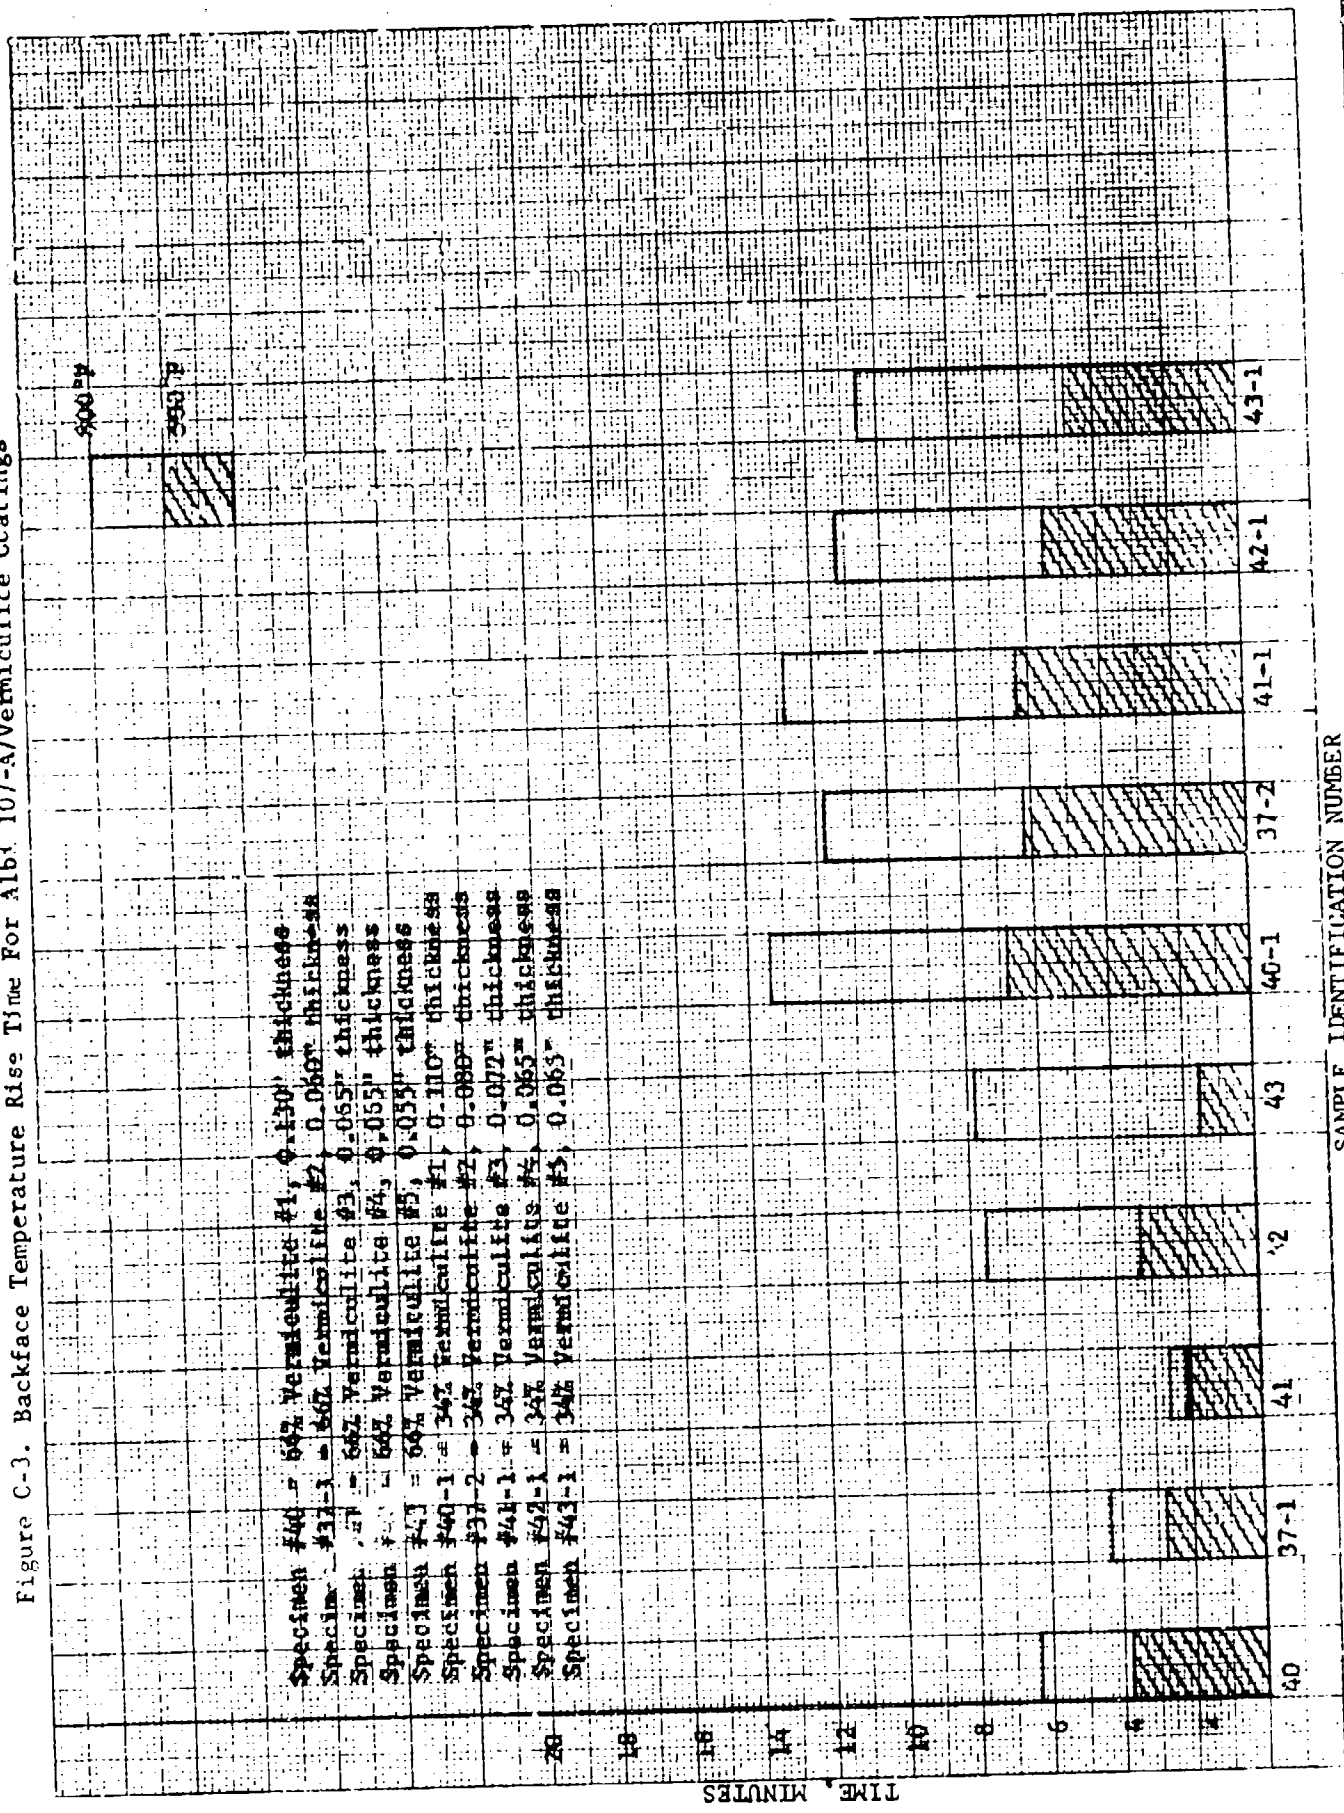 Figure C-3. Backface Temperature Rise Time For Albi 107-A/Vermiculite Coatings
900°F
550°F
Specimen #40 = 66% Vermiculite #1, 0.130" thickness
Specim #37-1 = 66% Vermiculite #2, 0.060" thickness
Specimen = 66% Vermiculite #3, 0.065" thickness
Specimen = 66% Vermiculite #4, 0.065" thickness
Specimen #43 = 66% Vermiculite #5, 0.055" thickness
Specimen #40-1 = 34% Vermiculite #1, 0.110" thickness
Specimen #37-2 = 34% Vermiculite #2, 0.080" thickness
Specimen #41-1 = 34% Vermiculite #3, 0.072" thickness
Specimen #42-1 = 34% Vermiculite #4, 0.065" thickness
Specimen #43-1 = 34% Vermiculite #5, 0.065" thickness
TIME, MINUTES
20
18
16
14
12
10
8
6
4
2
40
37-1
41
43
40-1
37-2
41-1
42-1
43-1
SAMPLE IDENTIFICATION NUMBER